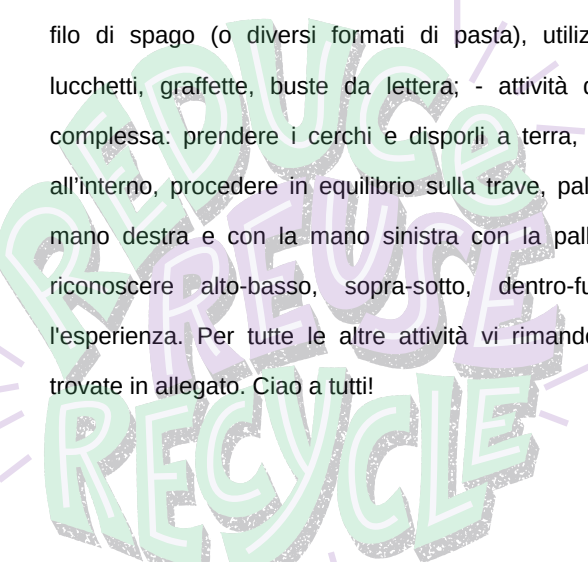 filo di spago (o diversi formati di pasta), utiliz
lucchetti, graffette, buste da lettera; - attività d
complessa: prendere i cerchi e disporli a terra,
all'interno, procedere in equilibrio sulla trave, pal
mano destra e con la mano sinistra con la pall
riconoscere alto-basso, sopra-sotto, dentro-fu
l'esperienza. Per tutte le altre attività vi rimand
trovate in allegato. Ciao a tutti!
REDUCe
REUSE
RECYCLE